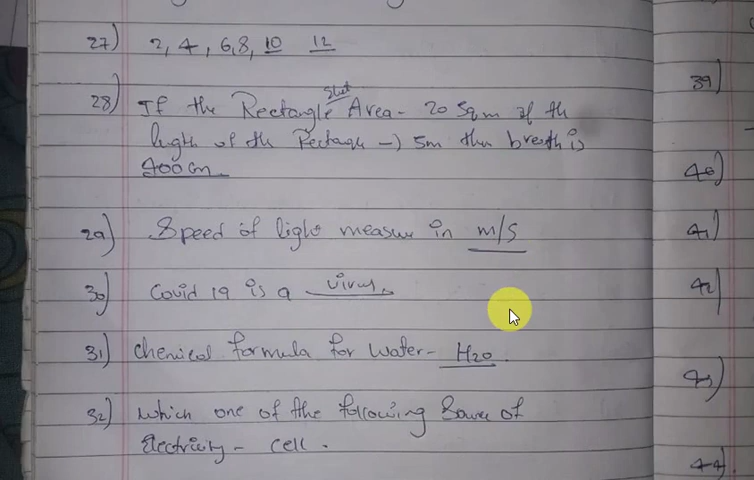 27) 2, 4, 6, 8, 10 12
Shet
28) If the Rectangle Area - 20 Sqm of the
length of the Rectangle -> 5m then breath is
400cm.
29) Speed of light measure in m/s
30) Covid 19 is a virus.
31) Chemical formula for Water - H2O.
32) which one of the following Source of
Electricity - cell.
39)
40)
41)
42)
43)
44)